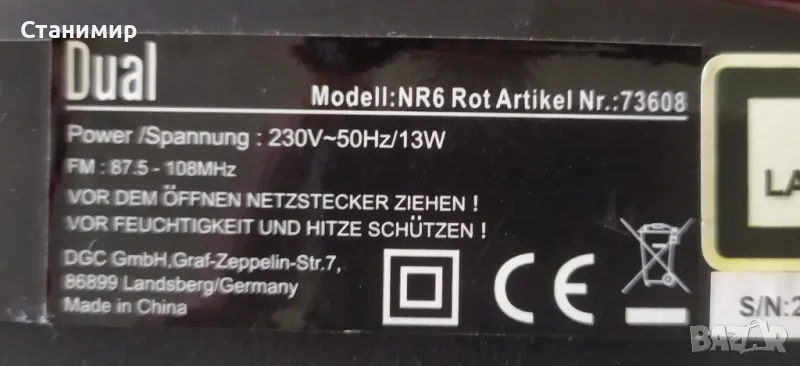 Станимир
Dual
Modell:NR6 Rot Artikel Nr.:73608
Power /Spannung : 230V~50Hz/13W
FM : 87.5 - 108MHz
VOR DEM ÖFFNEN NETZSTECKER ZIEHEN !
VOR FEUCHTIGKEIT UND HITZE SCHÜTZEN !
DGC GmbH,Graf-Zeppelin-Str.7,
86899 Landsberg/Germany
Made in China
CE
LA
S/N:2
BAZAR